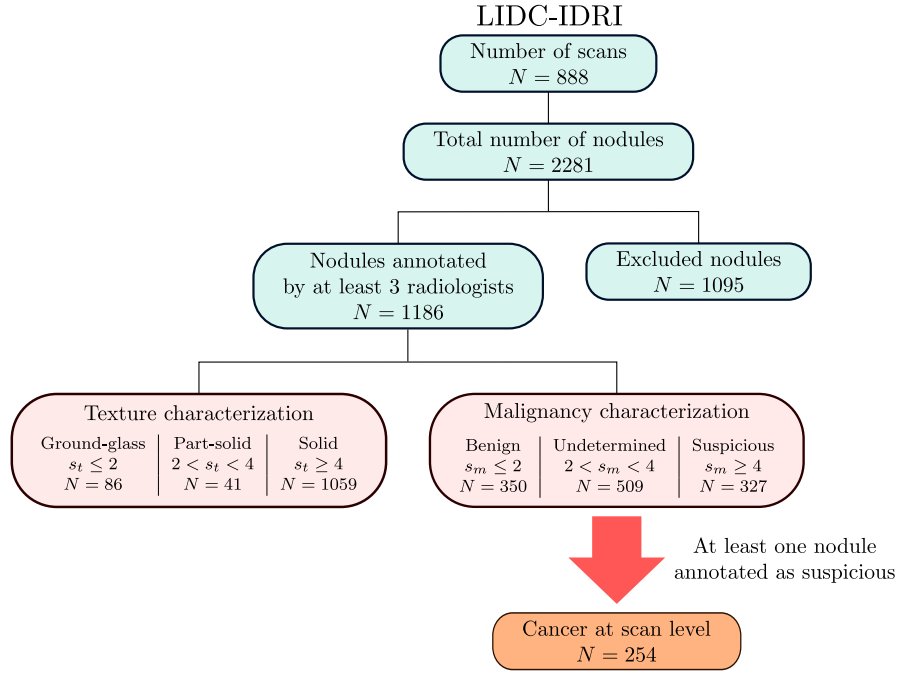 LIDC-IDRI
Number of scans
N = 888
Total number of nodules
N = 2281
Nodules annotated
by at least 3 radiologists
N = 1186
Excluded nodules
N = 1095
Texture characterization
Ground-glass
s_t ≤ 2
N = 86
Part-solid
2 < s_t < 4
N = 41
Solid
s_t ≥ 4
N = 1059
Malignancy characterization
Benign
s_m ≤ 2
N = 350
Undetermined
2 < s_m < 4
N = 509
Suspicious
s_m ≥ 4
N = 327
At least one nodule
annotated as suspicious
Cancer at scan level
N = 254